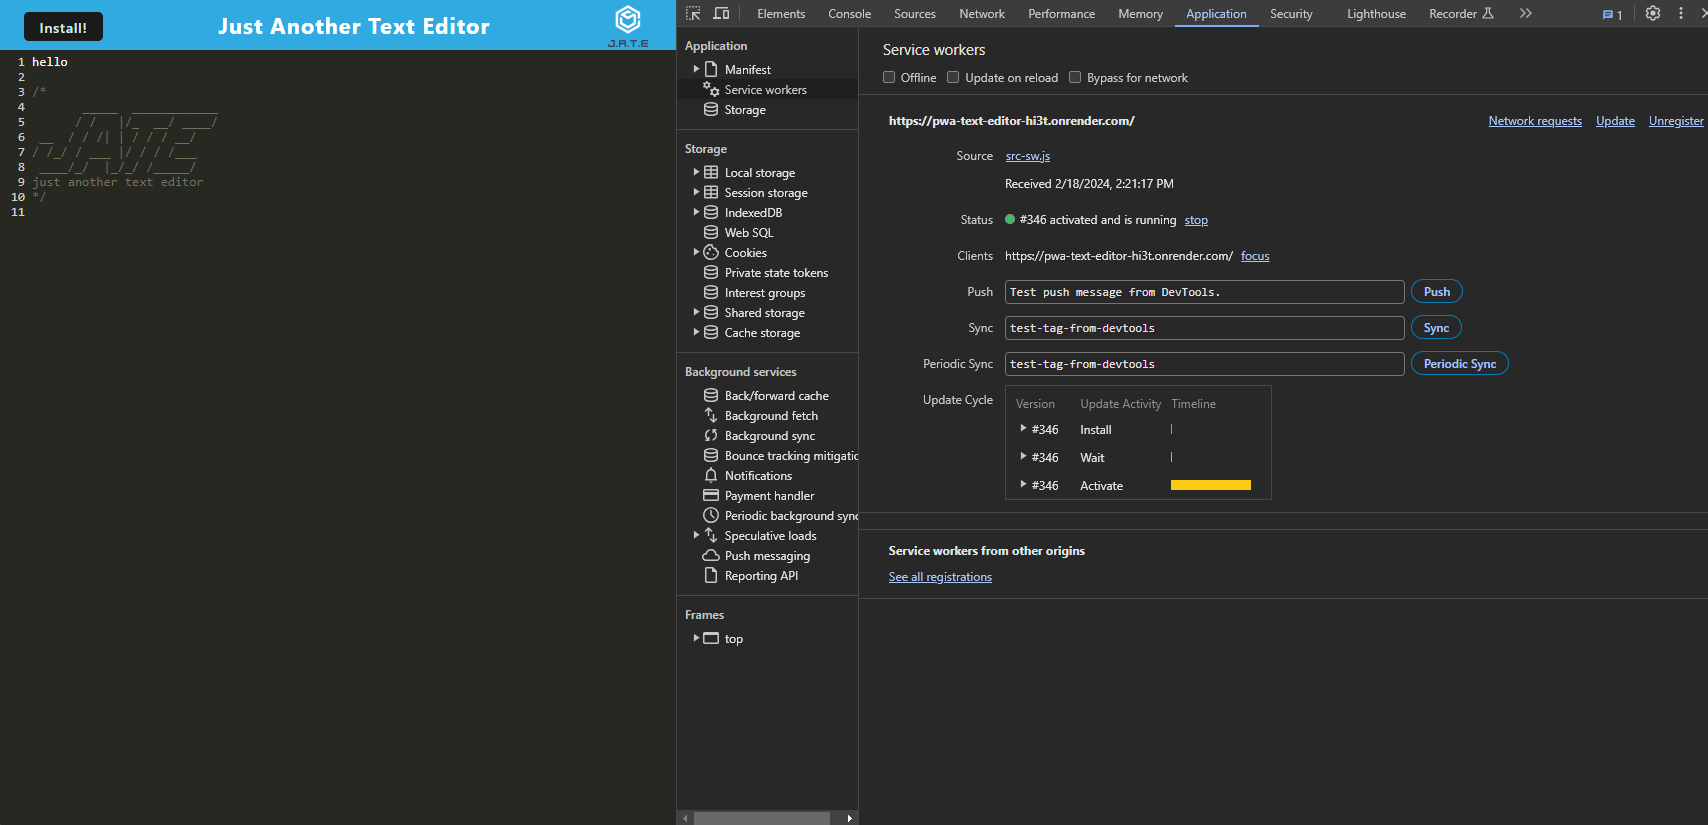 Install!
Just Another Text Editor
J.A.T.E
1 hello
2
3 /*
4       _____  ____________
5      / /   |/_  __/ ____/
6 __  / / /| | / / / __/
7 / /_/ / ___ |/ / / /___
8 ____/_/  |_/_/ /_____/
9 just another text editor
10 */
11
Elements Console Sources Network Performance Memory Application Security Lighthouse Recorder 1
Application
Manifest
Service workers
Storage
Storage
Local storage
Session storage
IndexedDB
Web SQL
Cookies
Private state tokens
Interest groups
Shared storage
Cache storage
Background services
Back/forward cache
Background fetch
Background sync
Bounce tracking mitigatic
Notifications
Payment handler
Periodic background sync
Speculative loads
Push messaging
Reporting API
Frames
top
Service workers
Offline Update on reload Bypass for network
https://pwa-text-editor-hi3t.onrender.com/ Network requests Update Unregister
Source src-sw.js
Received 2/18/2024, 2:21:17 PM
Status #346 activated and is running stop
Clients https://pwa-text-editor-hi3t.onrender.com/ focus
Push Test push message from DevTools. Push
Sync test-tag-from-devtools Sync
Periodic Sync test-tag-from-devtools Periodic Sync
Update Cycle Version Update Activity Timeline
#346 Install
#346 Wait
#346 Activate
Service workers from other origins
See all registrations